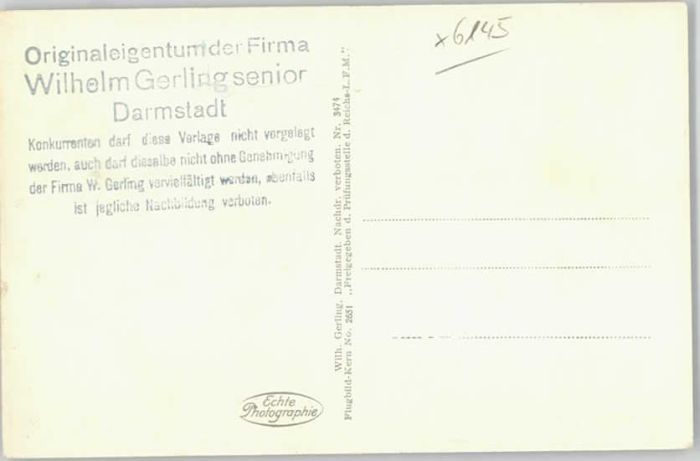 Originaleigentum der Firma
Wilhelm Gerling senior
Darmstadt
Konkurrenten darf diese Vorlage nicht vorgelegt
werden, auch darf dieselbe nicht ohne Genehmigung
der Firma W. Gerling vervielfältigt werden, ebenfalls
ist jegliche Nachbildung verboten.
x6145
Wilh. Gerling, Darmstadt. Nachdr. verboten. Nr. 3474
Flugbild-Kern No. 2651 „Freigegeben d. Prüfungsstelle d. Reichs-L.F.M."
Echte
Photographie